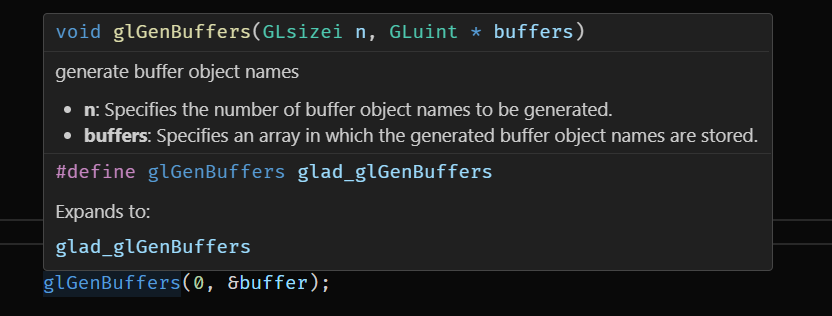 void glGenBuffers(GLsizei n, GLuint * buffers)
generate buffer object names
• n: Specifies the number of buffer object names to be generated.
• buffers: Specifies an array in which the generated buffer object names are stored.
#define glGenBuffers glad_glGenBuffers
Expands to:
glad_glGenBuffers
glGenBuffers(0, &buffer);